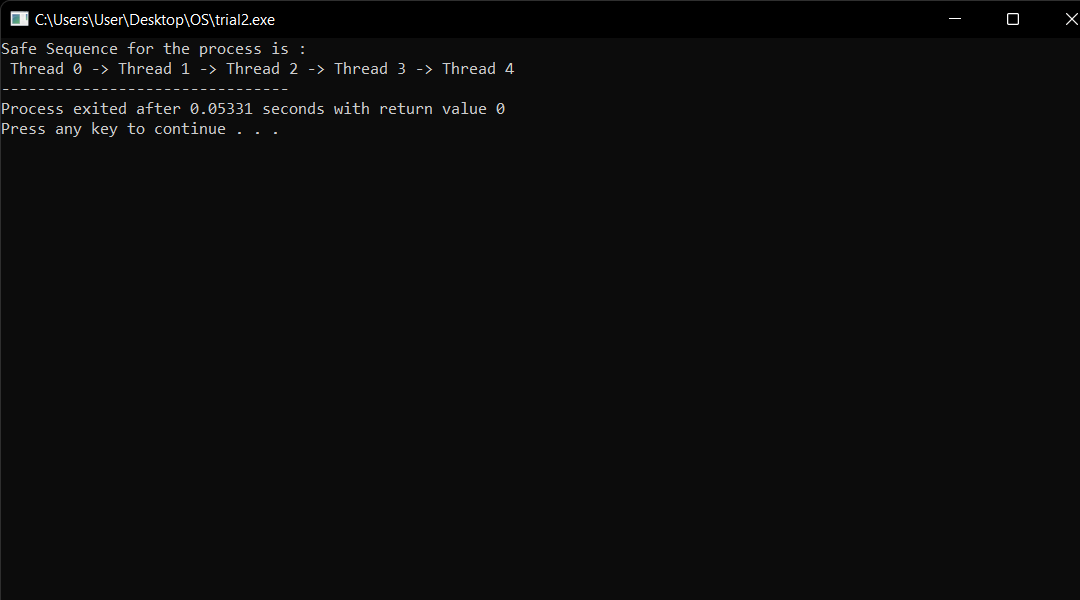 C:\Users\User\Desktop\OS\trial2.exe
Safe Sequence for the process is :
 Thread 0 -> Thread 1 -> Thread 2 -> Thread 3 -> Thread 4
--------------------------------
Process exited after 0.05331 seconds with return value 0
Press any key to continue . . .